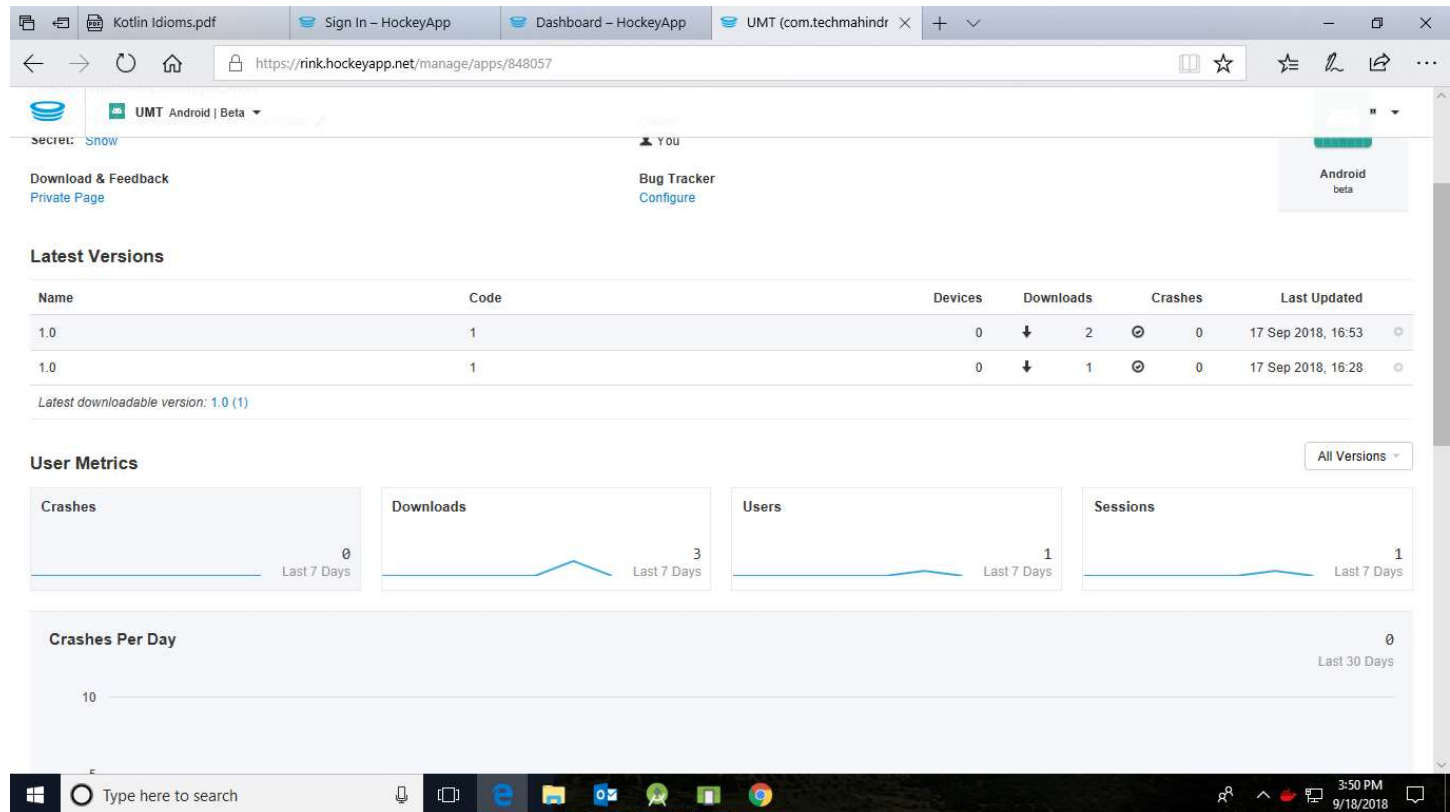 Kotlin Idioms.pdf Sign In – HockeyApp Dashboard – HockeyApp UMT (com.techmahindr
https://rink.hockeyapp.net/manage/apps/848057
UMT Android | Beta
Secret: Show You
Download & Feedback Bug Tracker Android
Private Page Configure beta
Latest Versions
Name Code Devices Downloads Crashes Last Updated
1.0 1 0 2 0 17 Sep 2018, 16:53
1.0 1 0 1 0 17 Sep 2018, 16:28
Latest downloadable version: 1.0 (1)
User Metrics All Versions
Crashes Downloads Users Sessions
0 3 1 1
Last 7 Days Last 7 Days Last 7 Days Last 7 Days
Crashes Per Day 0
Last 30 Days
10
5
Type here to search 3:50 PM
9/18/2018